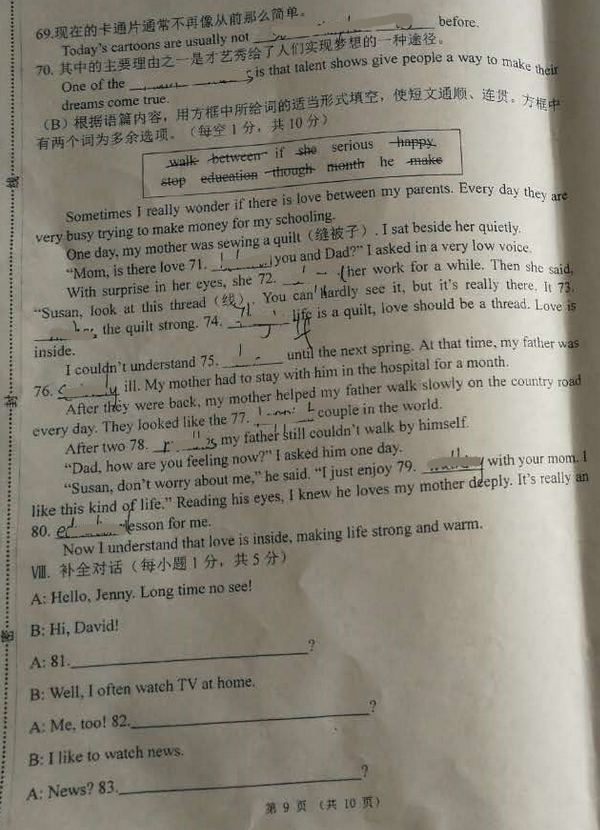 69.现在的卡通片通常不再像从前那么简单。
Today's cartoons are usually not ________ before.
70. 其中的主要理由之一是才艺秀给了人们实现梦想的一种途径。
One of the ________ is that talent shows give people a way to make their
dreams come true.
(B) 根据语篇内容，用方框中所给词的适当形式填空，使短文通顺、连贯。方框中
有两个词为多余选项。（每空1分，共10分）
walk between if she serious happy
stop education though month he make
Sometimes I really wonder if there is love between my parents. Every day they are
very busy trying to make money for my schooling.
One day, my mother was sewing a quilt (缝被子) . I sat beside her quietly.
"Mom, is there love 71. ________ you and Dad?" I asked in a very low voice.
With surprise in her eyes, she 72. ________ her work for a while. Then she said,
"Susan, look at this thread (线) . You can hardly see it, but it's really there. It 73.
________ the quilt strong. 74. ________ life is a quilt, love should be a thread. Love is
inside.
I couldn't understand 75. ________ until the next spring. At that time, my father was
76. ________ ill. My mother had to stay with him in the hospital for a month.
After they were back, my mother helped my father walk slowly on the country road
every day. They looked like the 77. ________ couple in the world.
After two 78. ________ my father still couldn't walk by himself.
"Dad, how are you feeling now?" I asked him one day.
"Susan, don't worry about me," he said. "I just enjoy 79. ________ with your mom. I
like this kind of life." Reading his eyes, I knew he loves my mother deeply. It's really an
80. ________ lesson for me.
Now I understand that love is inside, making life strong and warm.
Ⅷ. 补全对话（每小题1分，共5分）
A: Hello, Jenny. Long time no see!
B: Hi, David!
A: 81.________?
B: Well, I often watch TV at home.
A: Me, too! 82.________?
B: I like to watch news.
A: News? 83.________?
第 9 页 （共 10 页）
线
封
密